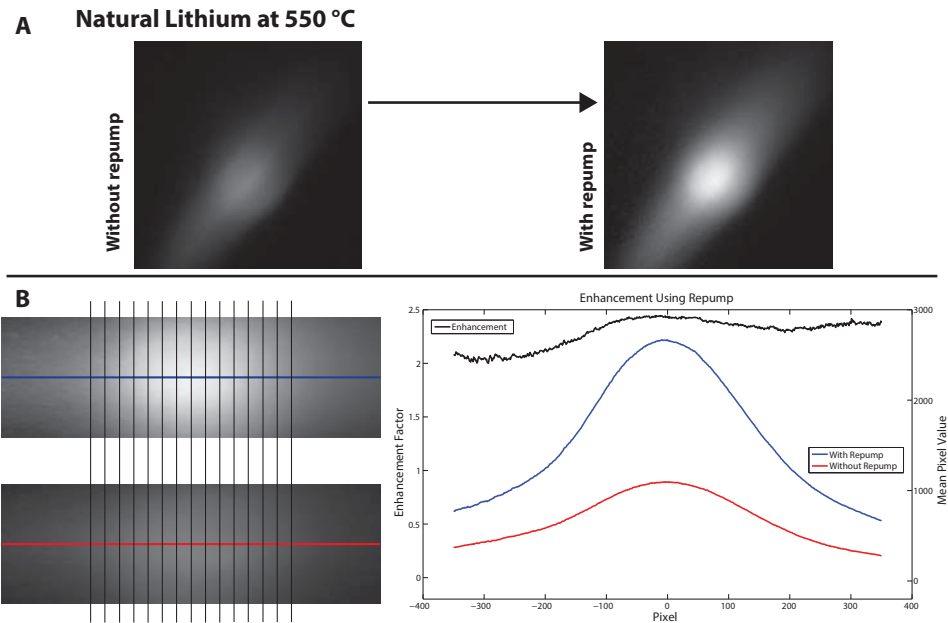 A
Natural Lithium at 550 °C
Without repump
With repump
B
Enhancement Using Repump
Enhancement
With Repump
Without Repump
Enhancement Factor
2.5
2
1.5
1
0.5
0
Mean Pixel Value
3000
2000
1000
0
−400 −300 −200 −100 0 100 200 300 400
Pixel